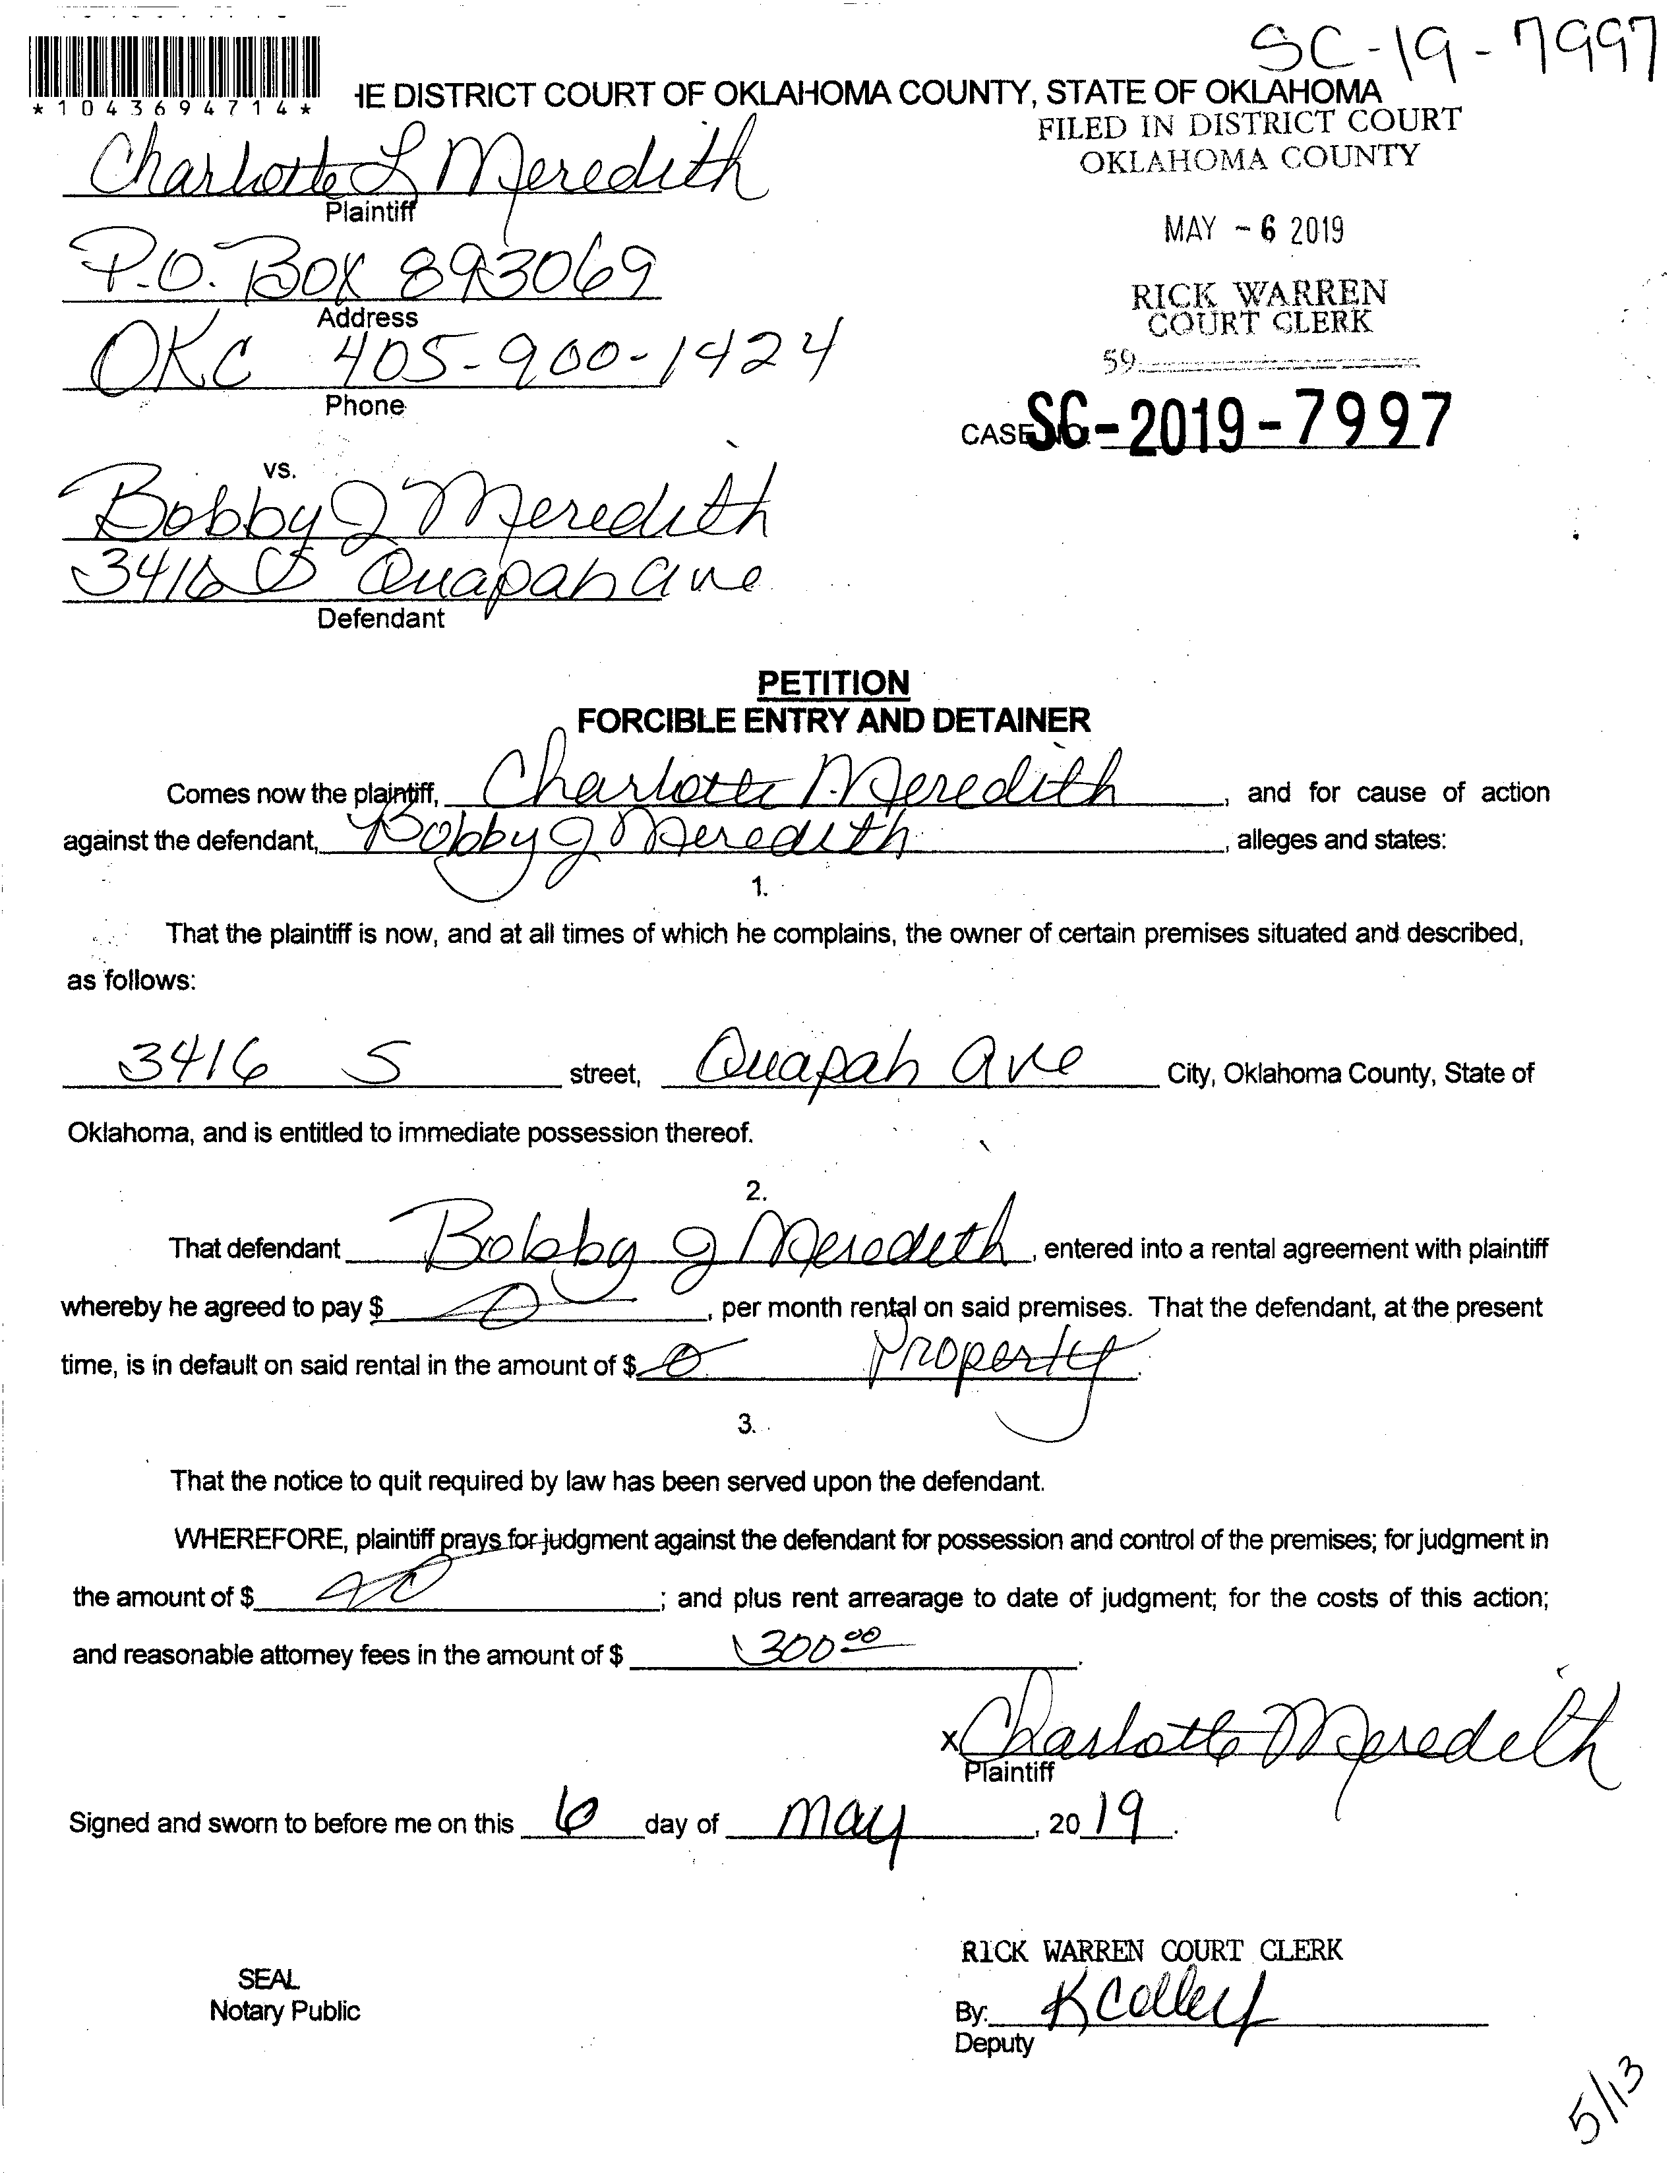 SC-19-7997
*1043694714*
IE DISTRICT COURT OF OKLAHOMA COUNTY, STATE OF OKLAHOMA
FILED IN DISTRICT COURT
OKLAHOMA COUNTY
Charlotte L Meredith
Plaintiff
MAY - 6 2019
P.O. Box 893069
Address
RICK WARREN
COURT CLERK
OKC 405-900-1424
59
Phone
CASE NO. SC-2019-7997
vs.
Bobby J Meredith
3416 S Quapah Ave
Defendant
PETITION
FORCIBLE ENTRY AND DETAINER
Comes now the plaintiff, Charlotte Meredith, and for cause of action
against the defendant, Bobby J Meredith, alleges and states:
1.
That the plaintiff is now, and at all times of which he complains, the owner of certain premises situated and described,
as follows:
3416 S street, Quapah Ave City, Oklahoma County, State of
Oklahoma, and is entitled to immediate possession thereof.
2.
That defendant Bobby J Meredith, entered into a rental agreement with plaintiff
whereby he agreed to pay $ 0, per month rental on said premises. That the defendant, at the present
time, is in default on said rental in the amount of $ 0 Property.
3.
That the notice to quit required by law has been served upon the defendant.
WHEREFORE, plaintiff prays for judgment against the defendant for possession and control of the premises; for judgment in
the amount of $ ; and plus rent arrearage to date of judgment; for the costs of this action;
and reasonable attorney fees in the amount of $ 300.00.
x Charlotte Meredith
Plaintiff
Signed and sworn to before me on this 6 day of May, 2019.
RICK WARREN COURT CLERK
SEAL
Notary Public
By: K Colley
Deputy
5/13